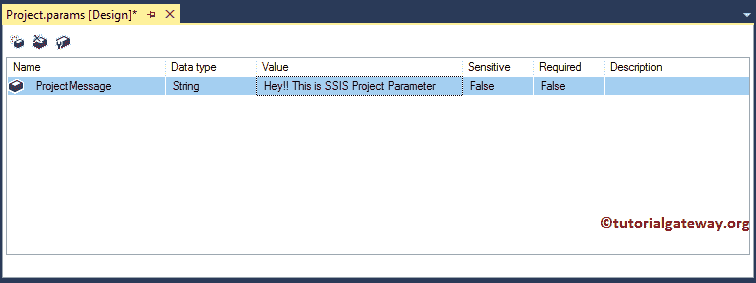 Project.params [Design]*
Name Data type Value Sensitive Required Description
ProjectMessage String Hey!! This is SSIS Project Parameter False False
©tutorialgateway.org